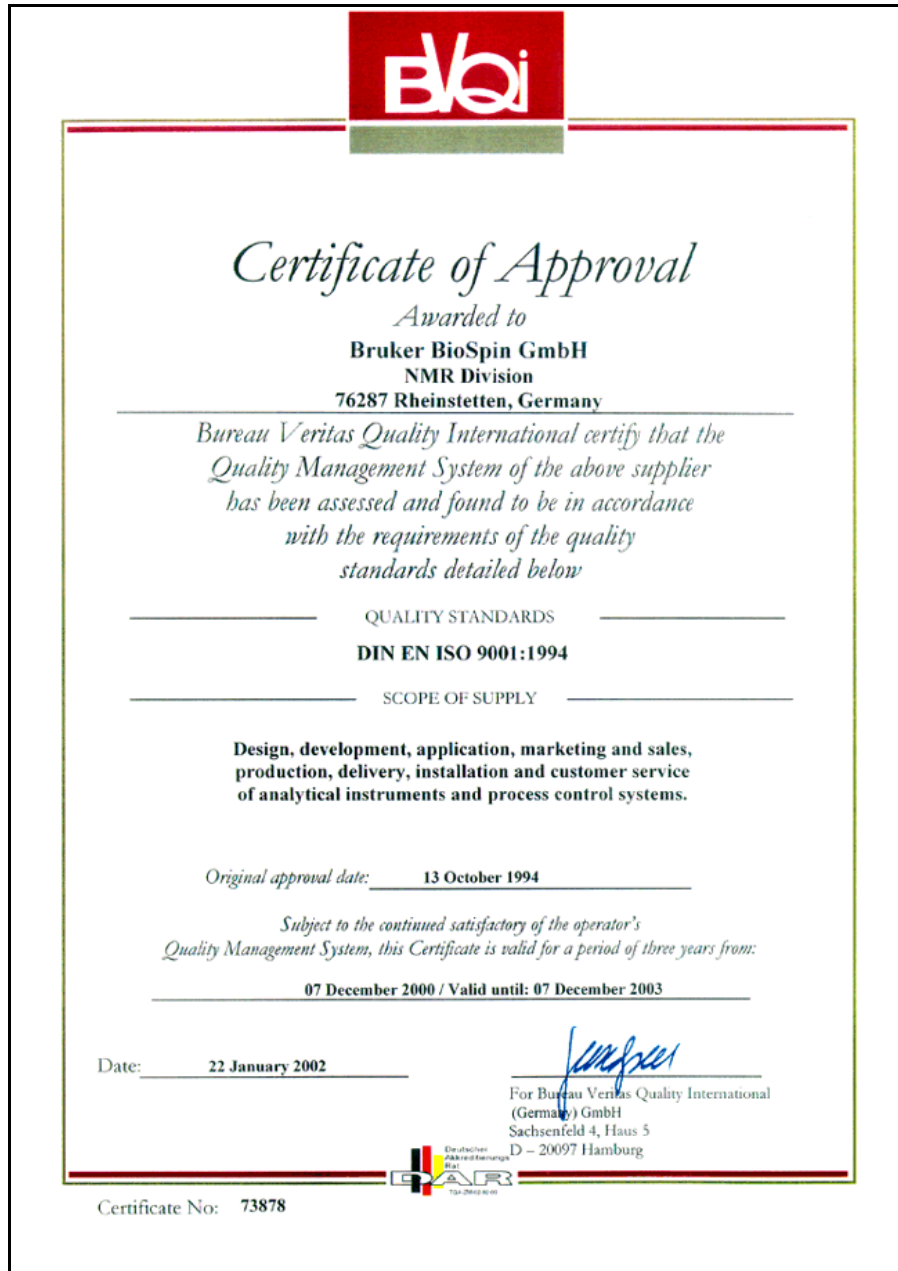 BVQi
Certificate of Approval
Awarded to
Bruker BioSpin GmbH
NMR Division
76287 Rheinstetten, Germany
Bureau Veritas Quality International certify that the
Quality Management System of the above supplier
has been assessed and found to be in accordance
with the requirements of the quality
standards detailed below
QUALITY STANDARDS
DIN EN ISO 9001:1994
SCOPE OF SUPPLY
Design, development, application, marketing and sales,
production, delivery, installation and customer service
of analytical instruments and process control systems.
Original approval date: 13 October 1994
Subject to the continued satisfactory of the operator's
Quality Management System, this Certificate is valid for a period of three years from:
07 December 2000 / Valid until: 07 December 2003
Date: 22 January 2002
For Bureau Veritas Quality International
(Germany) GmbH
Sachsenfeld 4, Haus 5
D – 20097 Hamburg
Deutscher
Akkreditierungs
Rat
DAR
Certificate No: 73878